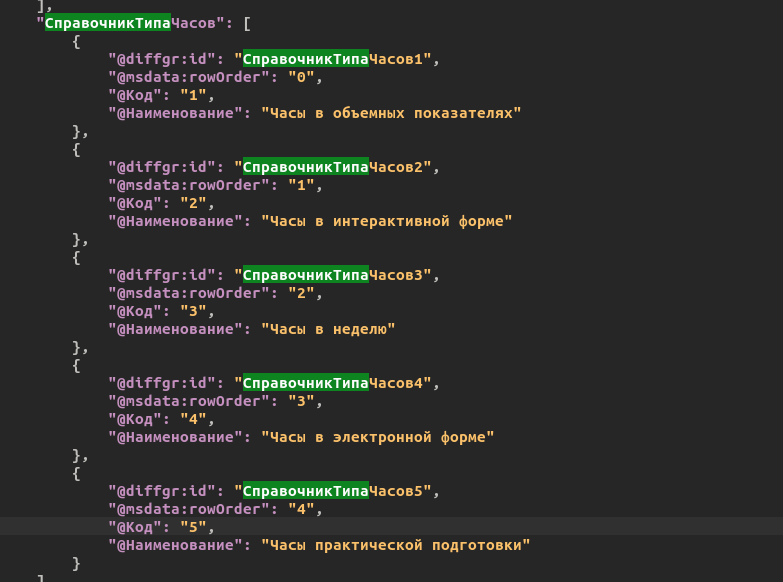 ],
"СправочникТипаЧасов": [
{
"@diffgr:id": "СправочникТипаЧасов1",
"@msdata:rowOrder": "0",
"@Код": "1",
"@Наименование": "Часы в объемных показателях"
},
{
"@diffgr:id": "СправочникТипаЧасов2",
"@msdata:rowOrder": "1",
"@Код": "2",
"@Наименование": "Часы в интерактивной форме"
},
{
"@diffgr:id": "СправочникТипаЧасов3",
"@msdata:rowOrder": "2",
"@Код": "3",
"@Наименование": "Часы в неделю"
},
{
"@diffgr:id": "СправочникТипаЧасов4",
"@msdata:rowOrder": "3",
"@Код": "4",
"@Наименование": "Часы в электронной форме"
},
{
"@diffgr:id": "СправочникТипаЧасов5",
"@msdata:rowOrder": "4",
"@Код": "5",
"@Наименование": "Часы практической подготовки"
}
]